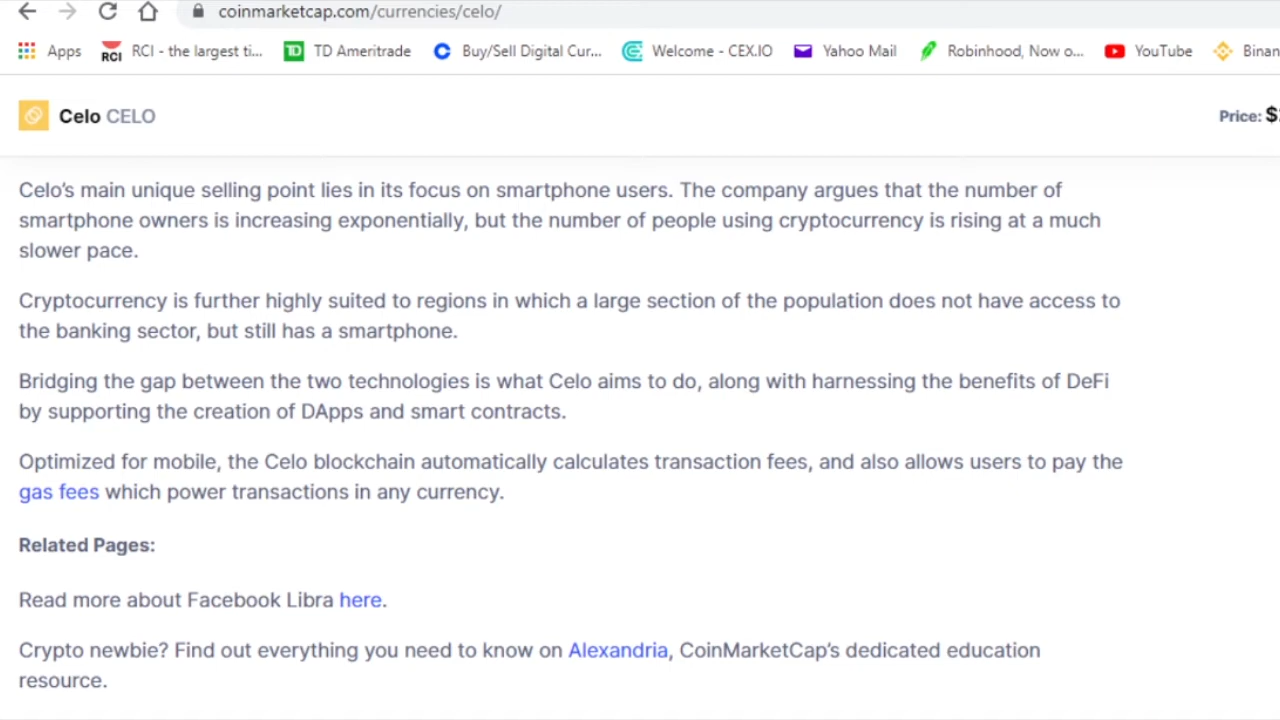 coinmarketcap.com/currencies/celo/
Apps RCI RCI - the largest ti... TD TD Ameritrade Buy/Sell Digital Cur... Welcome - CEX.IO Yahoo Mail Robinhood, Now o... YouTube Binan
Celo CELO Price: $
Celo's main unique selling point lies in its focus on smartphone users. The company argues that the number of
smartphone owners is increasing exponentially, but the number of people using cryptocurrency is rising at a much
slower pace.
Cryptocurrency is further highly suited to regions in which a large section of the population does not have access to
the banking sector, but still has a smartphone.
Bridging the gap between the two technologies is what Celo aims to do, along with harnessing the benefits of DeFi
by supporting the creation of DApps and smart contracts.
Optimized for mobile, the Celo blockchain automatically calculates transaction fees, and also allows users to pay the
gas fees which power transactions in any currency.
Related Pages:
Read more about Facebook Libra here.
Crypto newbie? Find out everything you need to know on Alexandria, CoinMarketCap's dedicated education
resource.